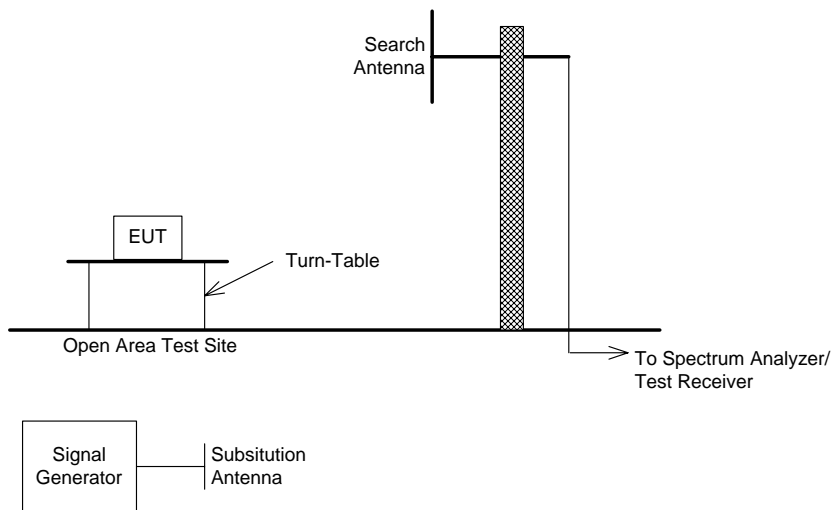 Search
Antenna
EUT
Turn-Table
Open Area Test Site
To Spectrum Analyzer/
Test Receiver
Signal
Generator
Subsitution
Antenna